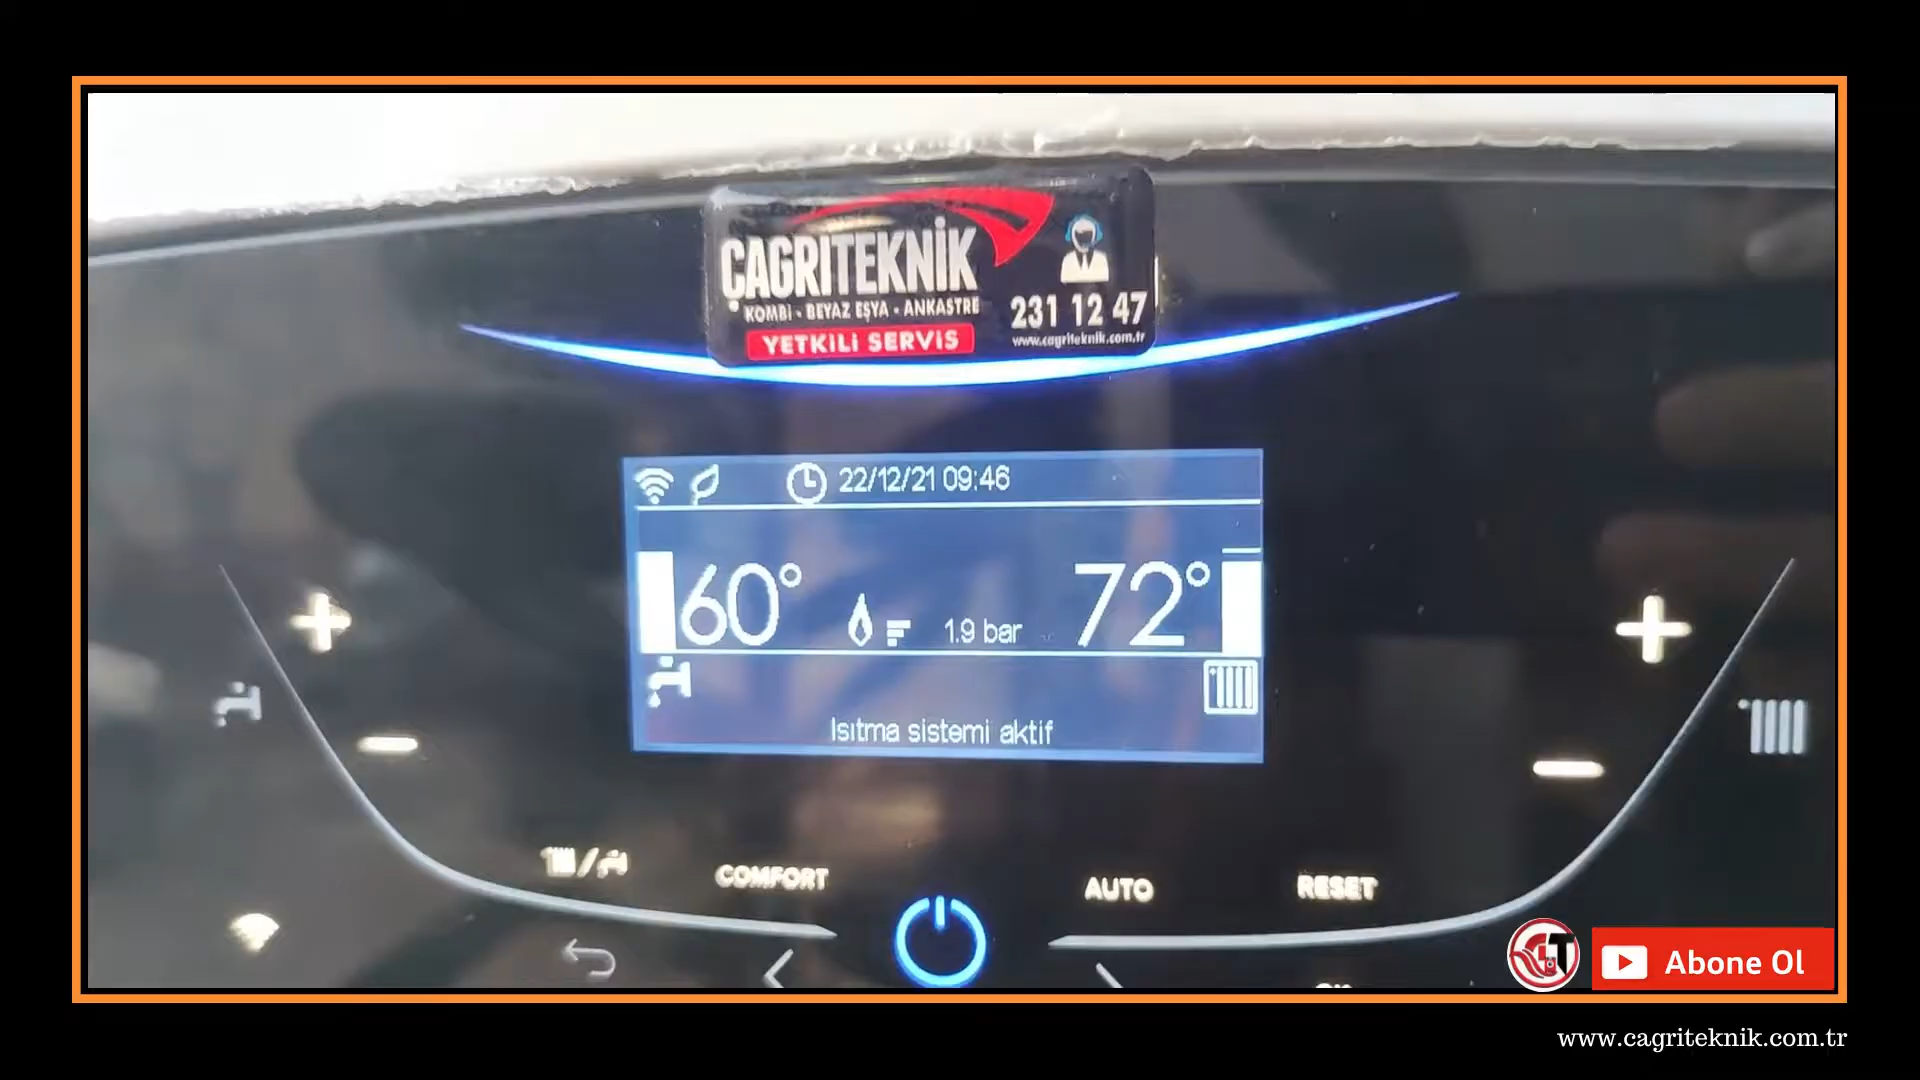 ÇAGRITEKNİK
KOMBİ • BEYAZ EŞYA • ANKASTRE
YETKİLİ SERVİS
231 12 47
www.cagriteknik.com.tr
22/12/21 09:46
60° 1.9 bar 72°
Isıtma sistemi aktif
COMFORT
AUTO
RESET
Abone Ol
www.cagriteknik.com.tr